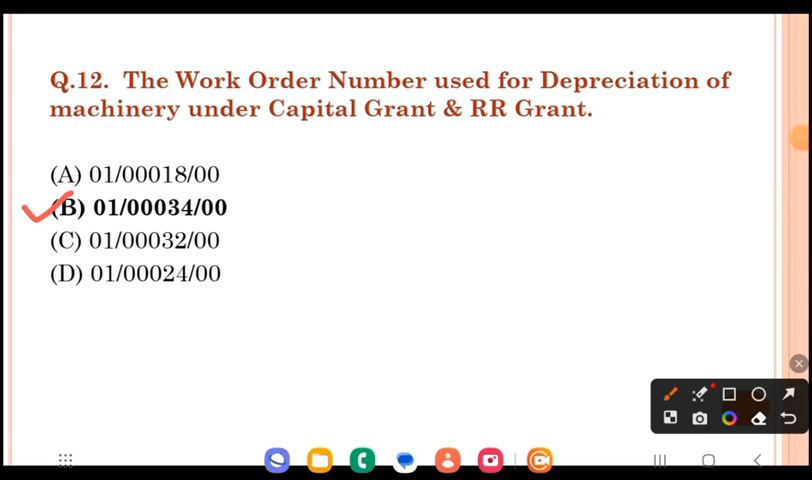 Q.12. The Work Order Number used for Depreciation of
machinery under Capital Grant & RR Grant.
(A) 01/00018/00
(B) 01/00034/00
(C) 01/00032/00
(D) 01/00024/00